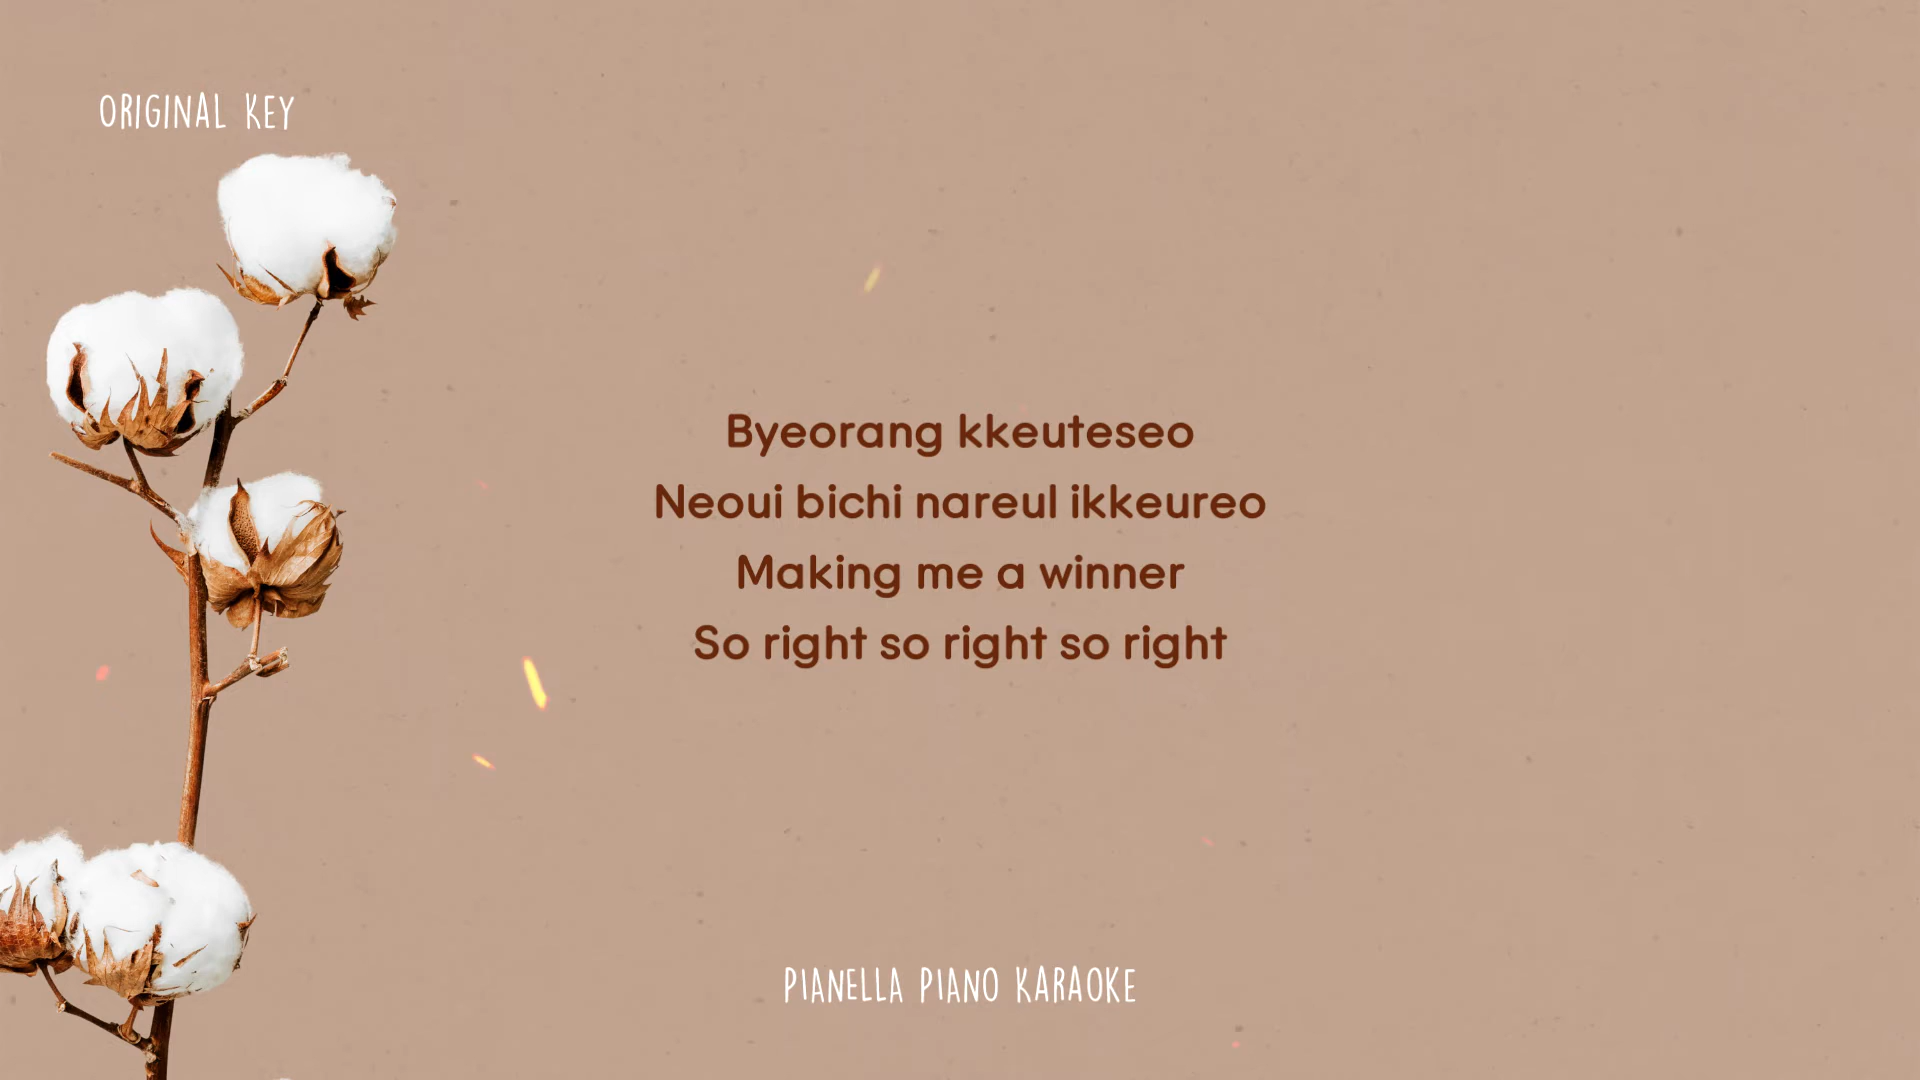 ORIGINAL KEY
Byeorang kkeuteseo
Neoui bichi nareul ikkeureo
Making me a winner
So right so right so right
PIANELLA PIANO KARAOKE